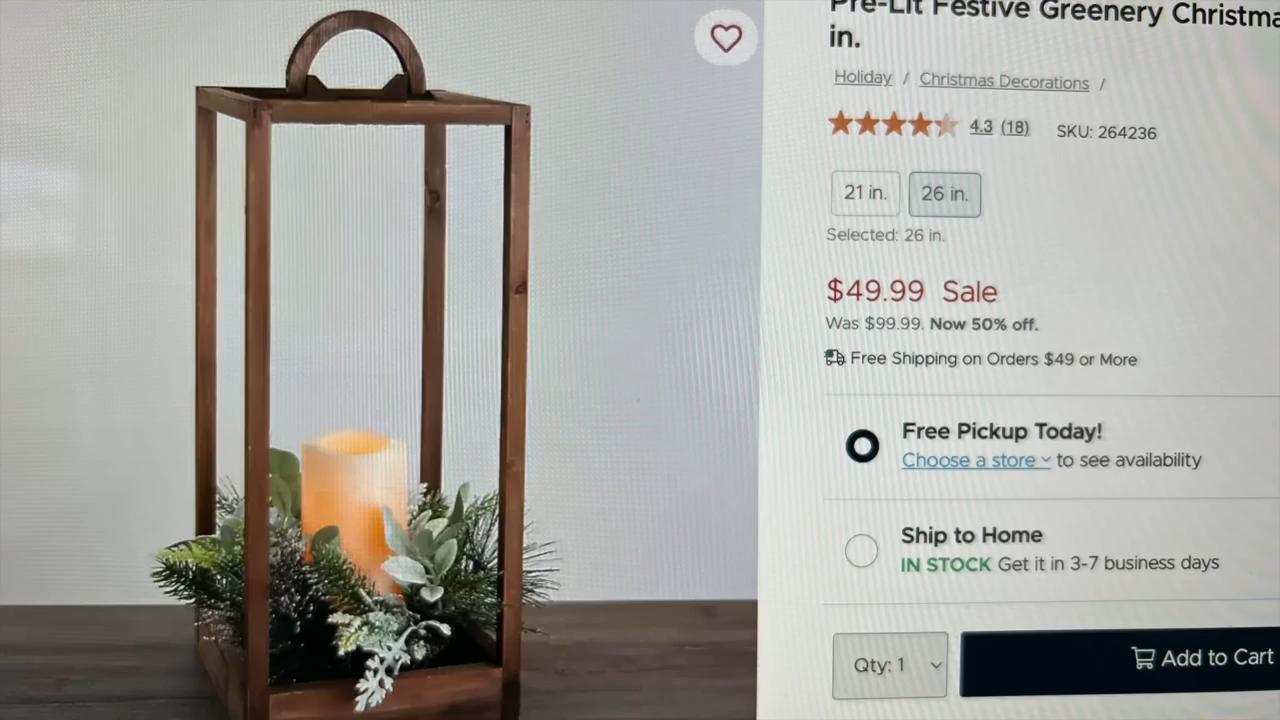 Pre-Lit Festive Greenery
in.
Holiday / Christmas Decorations /
4.3 (18) SKU: 264236
21 in. 26 in.
Selected: 26 in.
$49.99 Sale
Was $99.99. Now 50% off.
Free Shipping on Orders $49 or More
Free Pickup Today!
Choose a store to see availability
Ship to Home
IN STOCK Get it in 3-7 business days
Qty: 1
Add to Cart